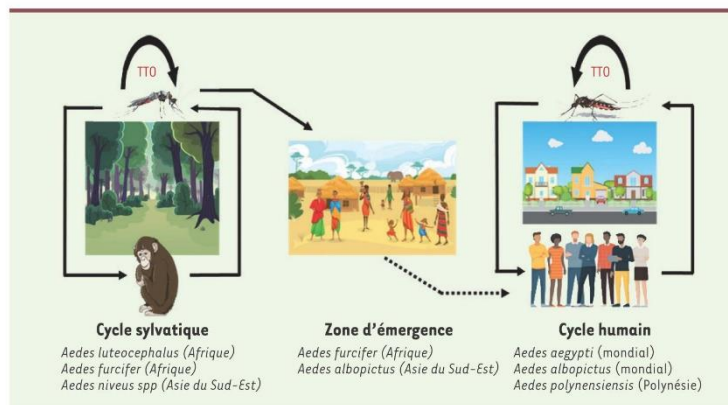 TTO
TTO
Cycle sylvatique
Aedes luteocephalus (Afrique)
Aedes furcifer (Afrique)
Aedes niveus spp (Asie du Sud-Est)
Zone d'émergence
Aedes furcifer (Afrique)
Aedes albopictus (Asie du Sud-Est)
Cycle humain
Aedes aegypti (mondial)
Aedes albopictus (mondial)
Aedes polynensiensis (Polynésie)